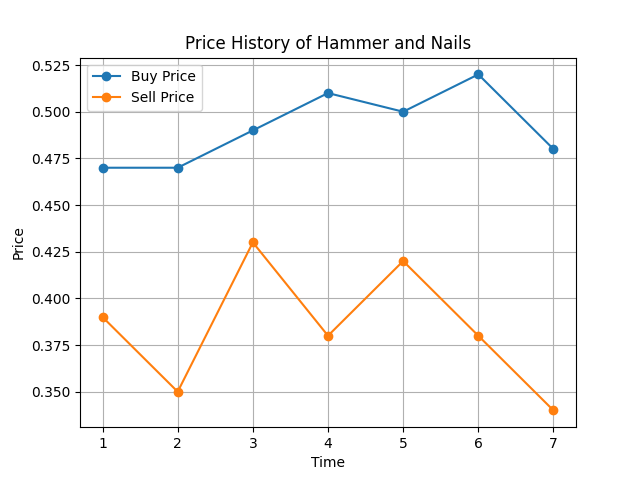 Price History of Hammer and Nails
Buy Price
Sell Price
Price
0.525
0.500
0.475
0.450
0.425
0.400
0.375
0.350
1 2 3 4 5 6 7
Time